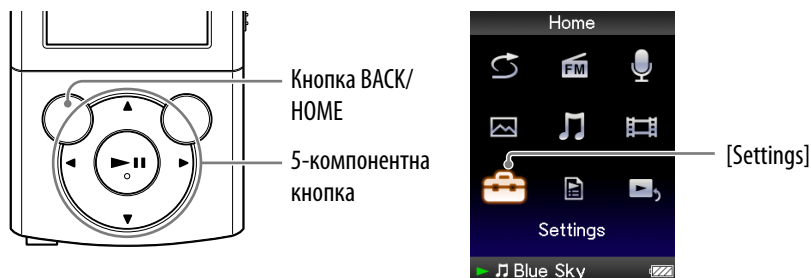 Кнопка BACK/
HOME
5-компонентна
кнопка
Home
FM
Settings
Blue Sky
[Settings]